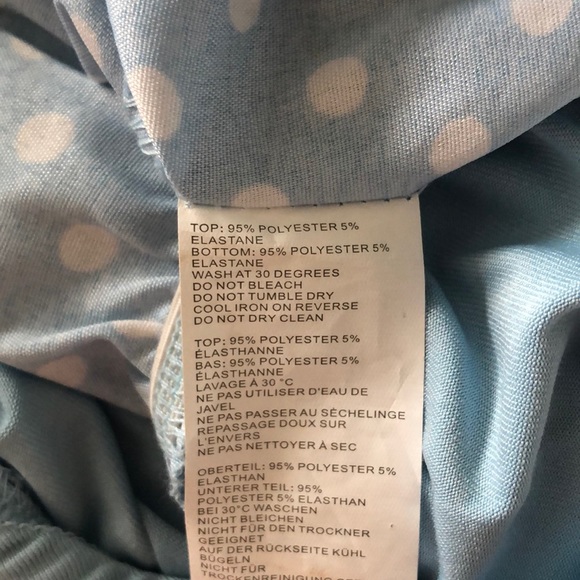 TOP: 95% POLYESTER 5%
ELASTANE
BOTTOM: 95% POLYESTER 5%
ELASTANE
WASH AT 30 DEGREES
DO NOT BLEACH
DO NOT TUMBLE DRY
COOL IRON ON REVERSE
DO NOT DRY CLEAN
TOP: 95% POLYESTER 5%
ÉLASTHANNE
BAS: 95% POLYESTER 5%
ÉLASTHANNE
LAVAGE À 30 °C
NE PAS UTILISER D'EAU DE
JAVEL
NE PAS PASSER AU SÉCHELINGE
REPASSAGE DOUX SUR
L'ENVERS
NE PAS NETTOYER À SEC
OBERTEIL: 95% POLYESTER 5%
ELASTHAN
UNTERER TEIL: 95%
POLYESTER 5% ELASTHAN
BEI 30°C WASCHEN
NICHT BLEICHEN
NICHT FÜR DEN TROCKNER
GEEIGNET
AUF DER RÜCKSEITE KÜHL
BÜGELN
NICHT FÜR